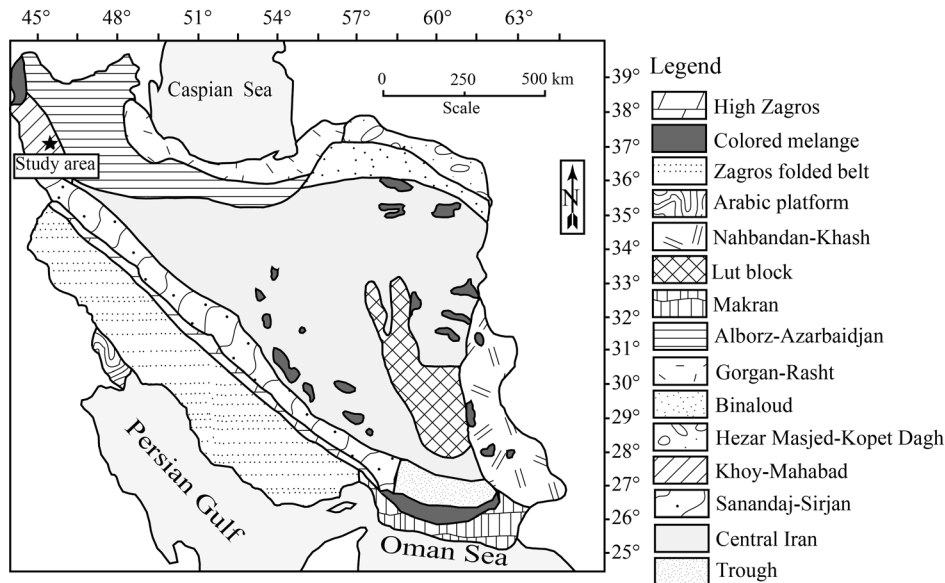 45° 48° 51° 54° 57° 60° 63°
Caspian Sea
0 250 500 km
Scale
Study area
N
Persian Gulf
Oman Sea
39°
38°
37°
36°
35°
34°
33°
32°
31°
30°
29°
28°
27°
26°
25°
Legend
High Zagros
Colored melange
Zagros folded belt
Arabic platform
Nahbandan-Khash
Lut block
Makran
Alborz-Azarbaidjan
Gorgan-Rasht
Binaloud
Hezar Masjed-Kopet Dagh
Khoy-Mahabad
Sanandaj-Sirjan
Central Iran
Trough